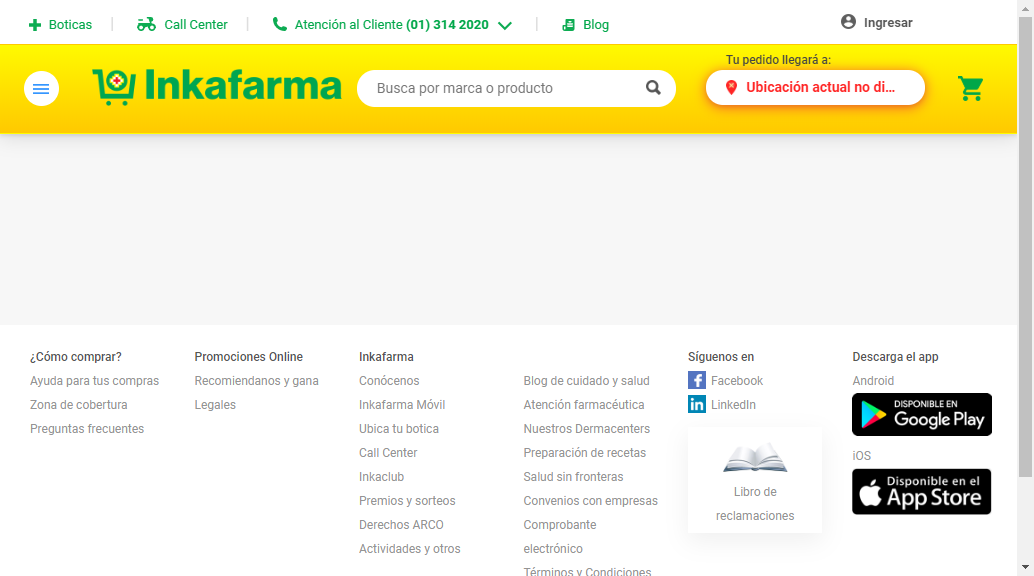 Boticas
Call Center
Atención al Cliente (01) 314 2020
Blog
Ingresar
Inkafarma
Busca por marca o producto
Tu pedido llegará a:
Ubicación actual no di...
¿Cómo comprar?
Ayuda para tus compras
Zona de cobertura
Preguntas frecuentes
Promociones Online
Recomiendanos y gana
Legales
Inkafarma
Conócenos
Inkafarma Móvil
Ubica tu botica
Call Center
Inkaclub
Premios y sorteos
Derechos ARCO
Actividades y otros
Blog de cuidado y salud
Atención farmacéutica
Nuestros Dermacenters
Preparación de recetas
Salud sin fronteras
Convenios con empresas
Comprobante
electrónico
Términos y Condiciones
Síguenos en
Facebook
LinkedIn
Libro de
reclamaciones
Descarga el app
Android
DISPONIBLE EN
Google Play
iOS
Disponible en el
App Store